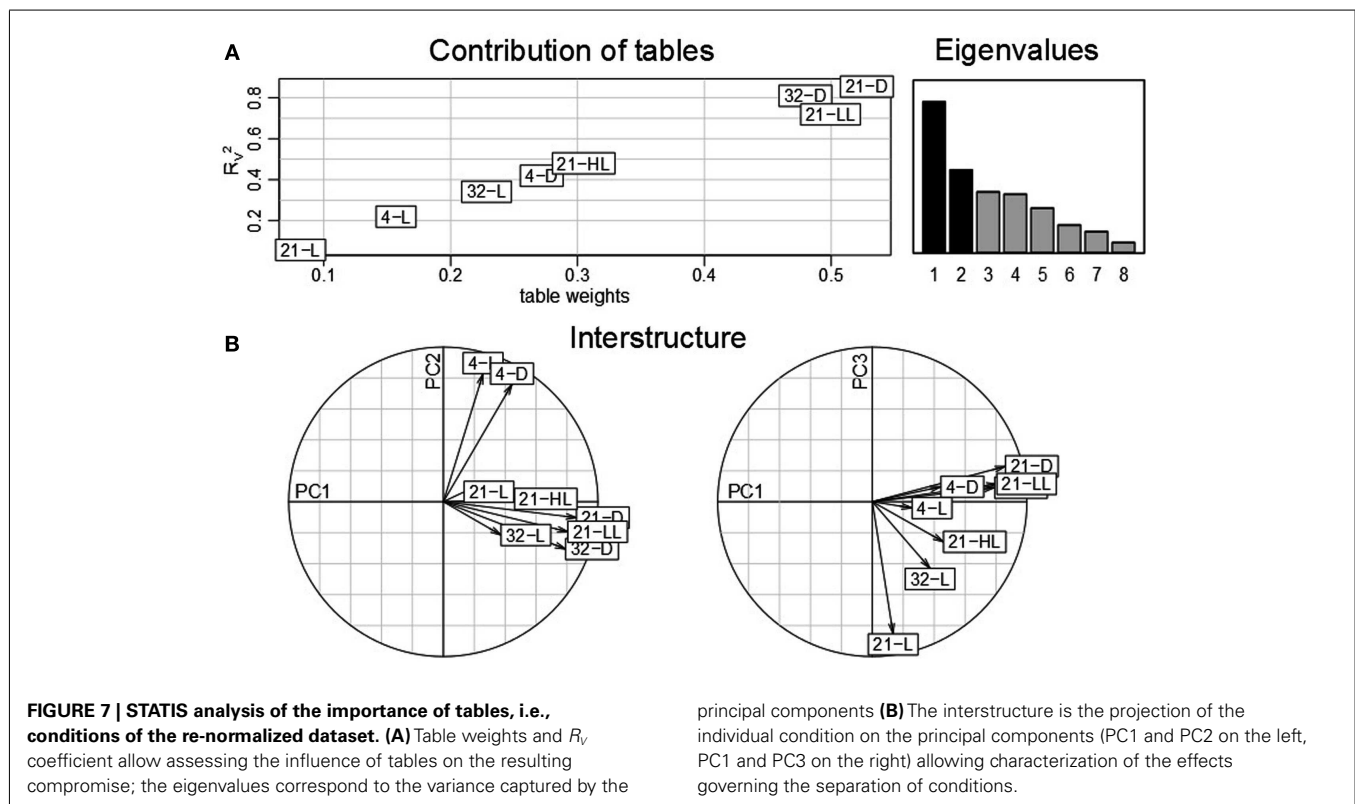 A
Contribution of tables
Eigenvalues
R_V^2
0.8
0.6
0.4
0.2
21-D
32-D
21-LL
21-HL
4-D
32-L
4-L
21-L
0.1 0.2 0.3 0.4 0.5
table weights
1 2 3 4 5 6 7 8
B
Interstructure
PC2
PC1
4-L
4-D
21-L
21-HL
21-D
21-LL
32-L
32-D
PC3
PC1
21-D
21-LL
4-D
4-L
21-HL
32-L
21-L
FIGURE 7 | STATIS analysis of the importance of tables, i.e.,
conditions of the re-normalized dataset. (A) Table weights and R_V
coefficient allow assessing the influence of tables on the resulting
compromise; the eigenvalues correspond to the variance captured by the
principal components (B) The interstructure is the projection of the
individual condition on the principal components (PC1 and PC2 on the left,
PC1 and PC3 on the right) allowing characterization of the effects
governing the separation of conditions.